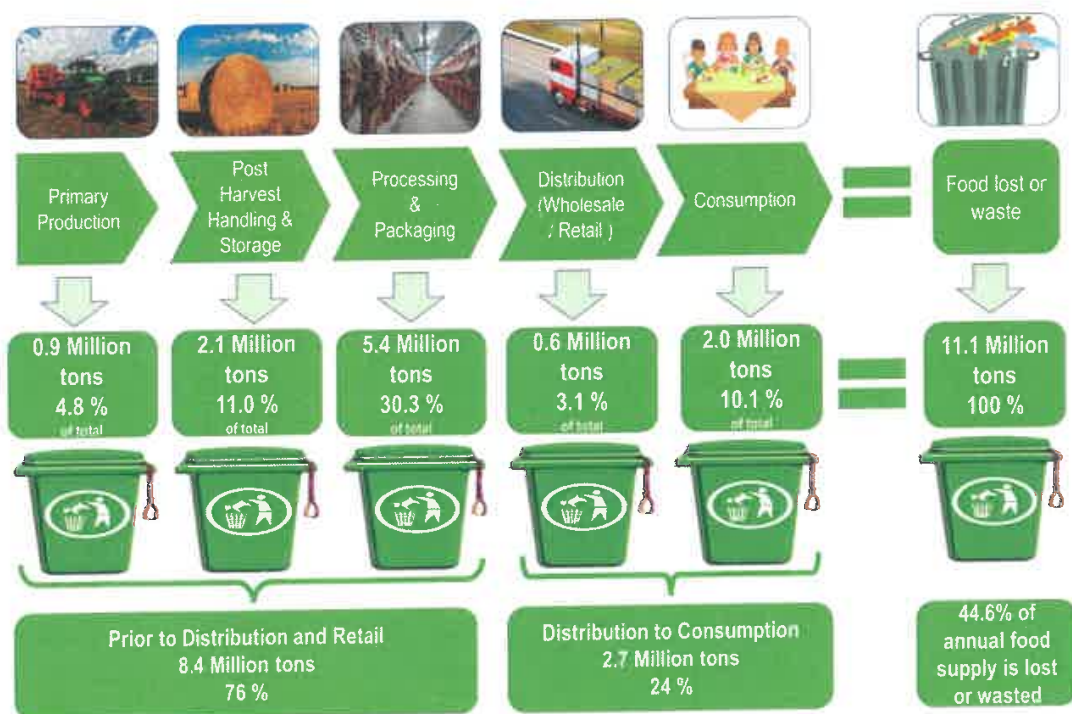 Primary
Production
Post
Harvest
Handling &
Storage
Processing
&
Packaging
Distribution
(Wholesale
/ Retail )
Consumption
Food lost or
waste
0.9 Million
tons
4.8 %
of total
2.1 Million
tons
11.0 %
of total
5.4 Million
tons
30.3 %
of total
0.6 Million
tons
3.1 %
of total
2.0 Million
tons
10.1 %
of total
11.1 Million
tons
100 %
Prior to Distribution and Retail
8.4 Million tons
76 %
Distribution to Consumption
2.7 Million tons
24 %
44.6% of
annual food
supply is lost
or wasted